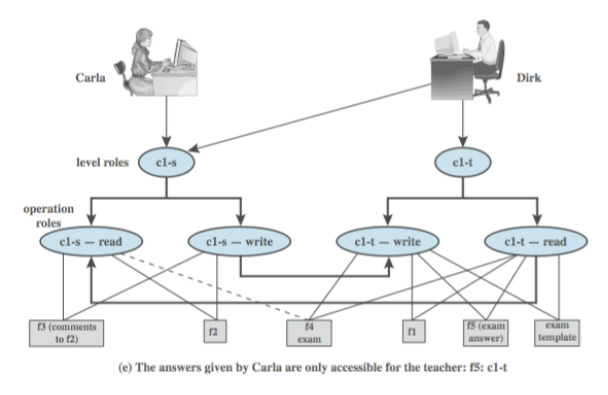 Carla
Dirk
level roles
c1-s
c1-t
operation
roles
c1-s — read
c1-s — write
c1-t — write
c1-t — read
f3 (comments
to f2)
f2
f4
exam
f1
f5 (exam
answer)
exam
template
(e) The answers given by Carla are only accessible for the teacher: f5: c1-t